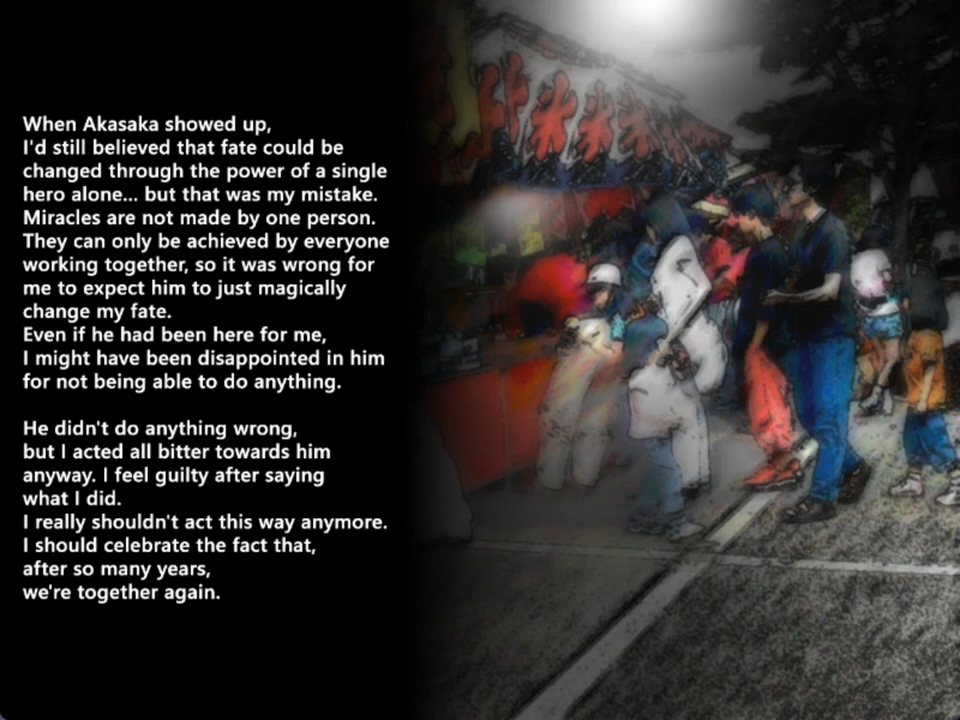 When Akasaka showed up,
I'd still believed that fate could be
changed through the power of a single
hero alone... but that was my mistake.
Miracles are not made by one person.
They can only be achieved by everyone
working together, so it was wrong for
me to expect him to just magically
change my fate.
Even if he had been here for me,
I might have been disappointed in him
for not being able to do anything.
He didn't do anything wrong,
but I acted all bitter towards him
anyway. I feel guilty after saying
what I did.
I really shouldn't act this way anymore.
I should celebrate the fact that,
after so many years,
we're together again.